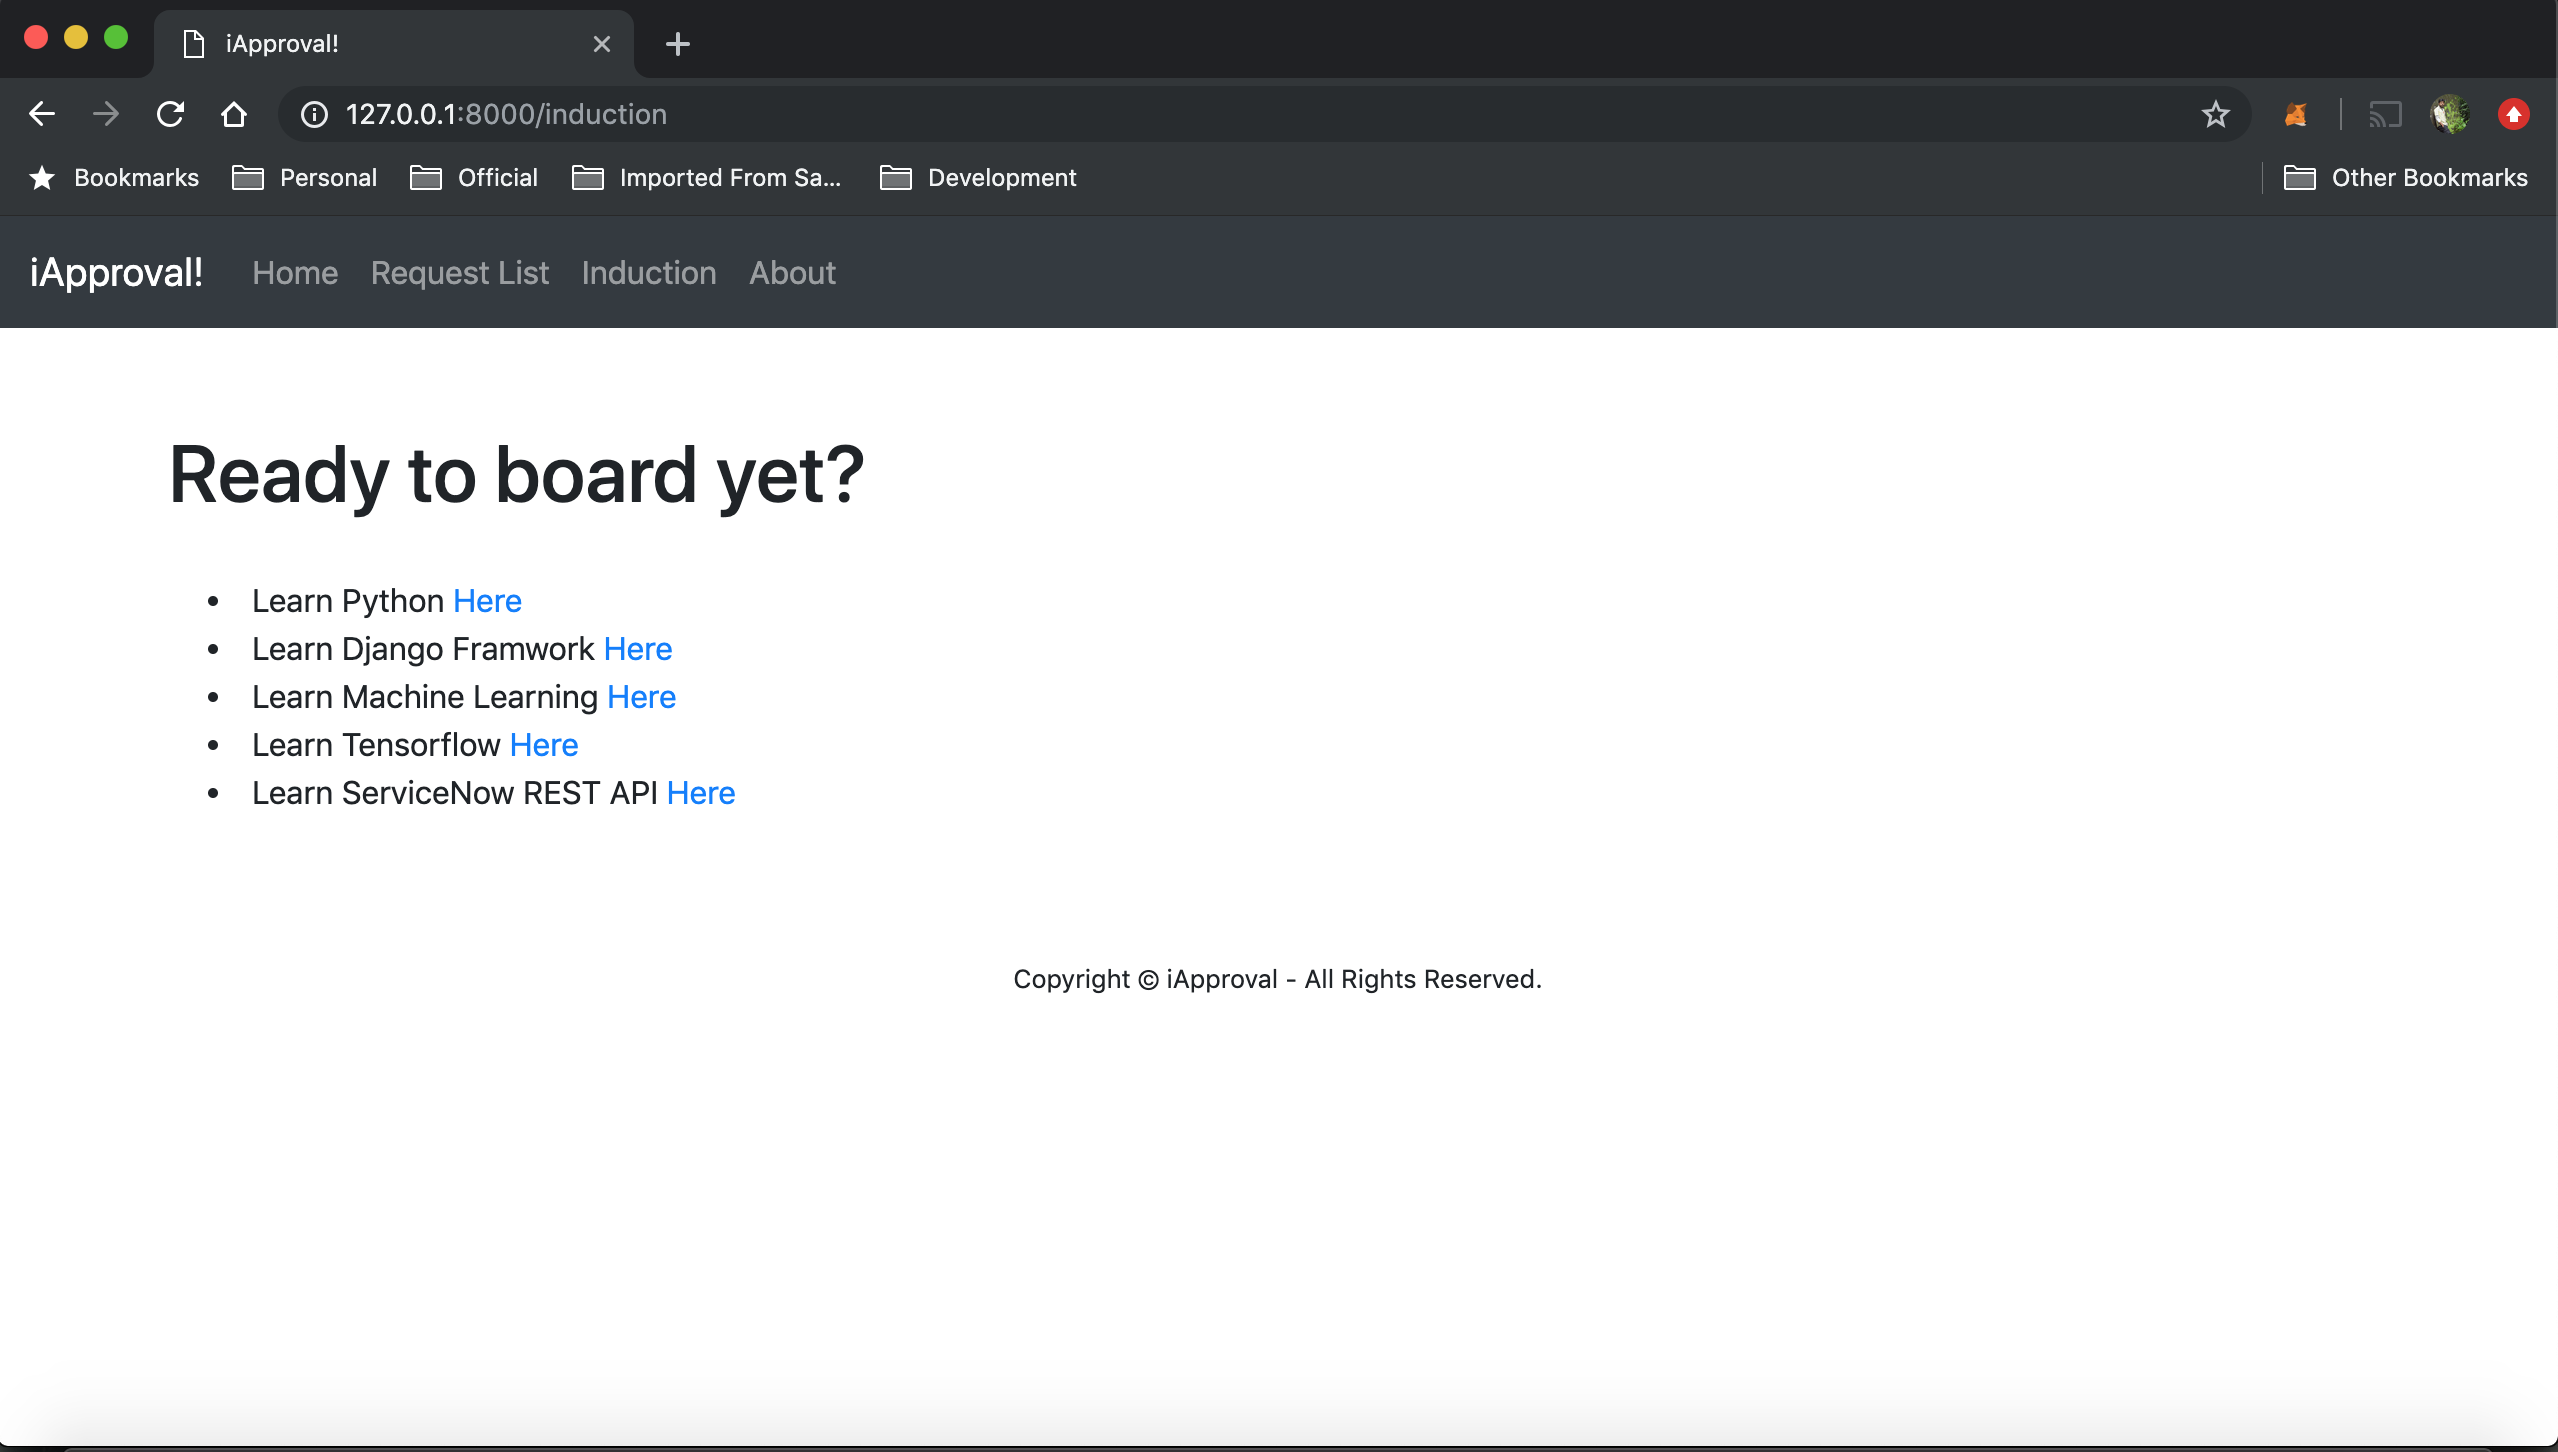 iApproval!
127.0.0.1:8000/induction
Bookmarks Personal Official Imported From Sa... Development Other Bookmarks
iApproval! Home Request List Induction About
Ready to board yet?
• Learn Python Here
• Learn Django Framwork Here
• Learn Machine Learning Here
• Learn Tensorflow Here
• Learn ServiceNow REST API Here
Copyright © iApproval - All Rights Reserved.